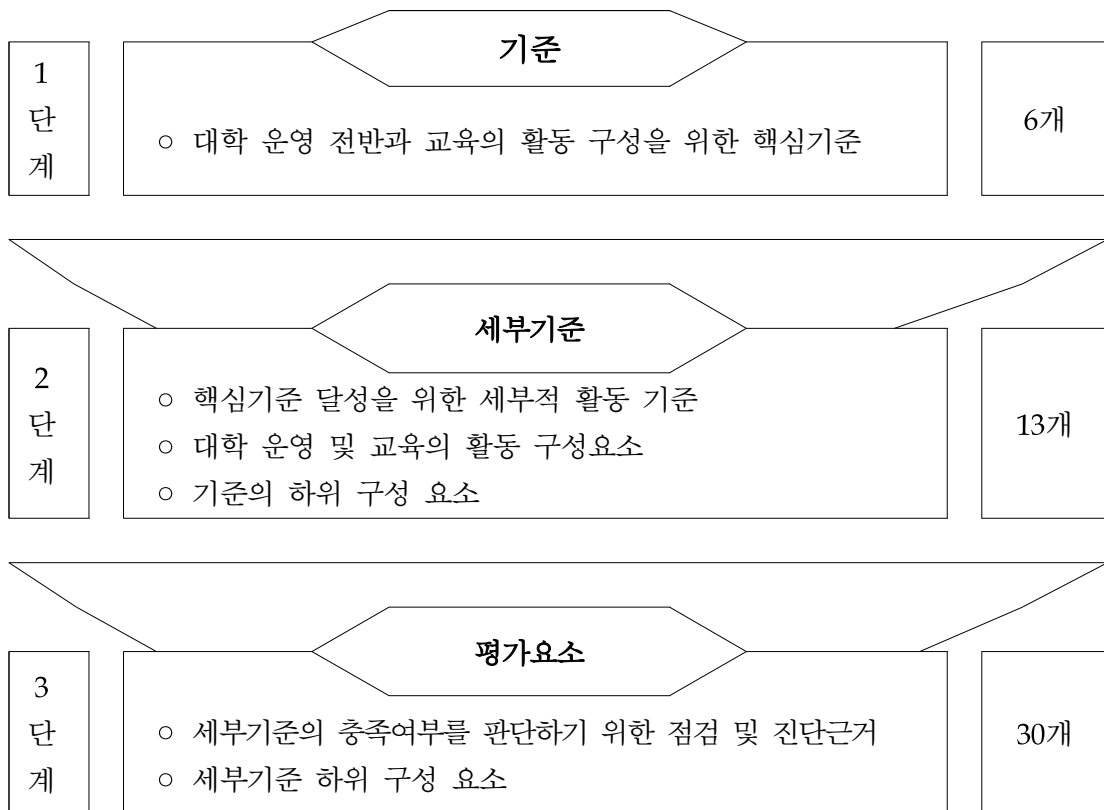 기준
1
단
계
○ 대학 운영 전반과 교육의 활동 구성을 위한 핵심기준
6개
세부기준
2
단
계
○ 핵심기준 달성을 위한 세부적 활동 기준
○ 대학 운영 및 교육의 활동 구성요소
○ 기준의 하위 구성 요소
13개
평가요소
3
단
계
○ 세부기준의 충족여부를 판단하기 위한 점검 및 진단근거
○ 세부기준 하위 구성 요소
30개